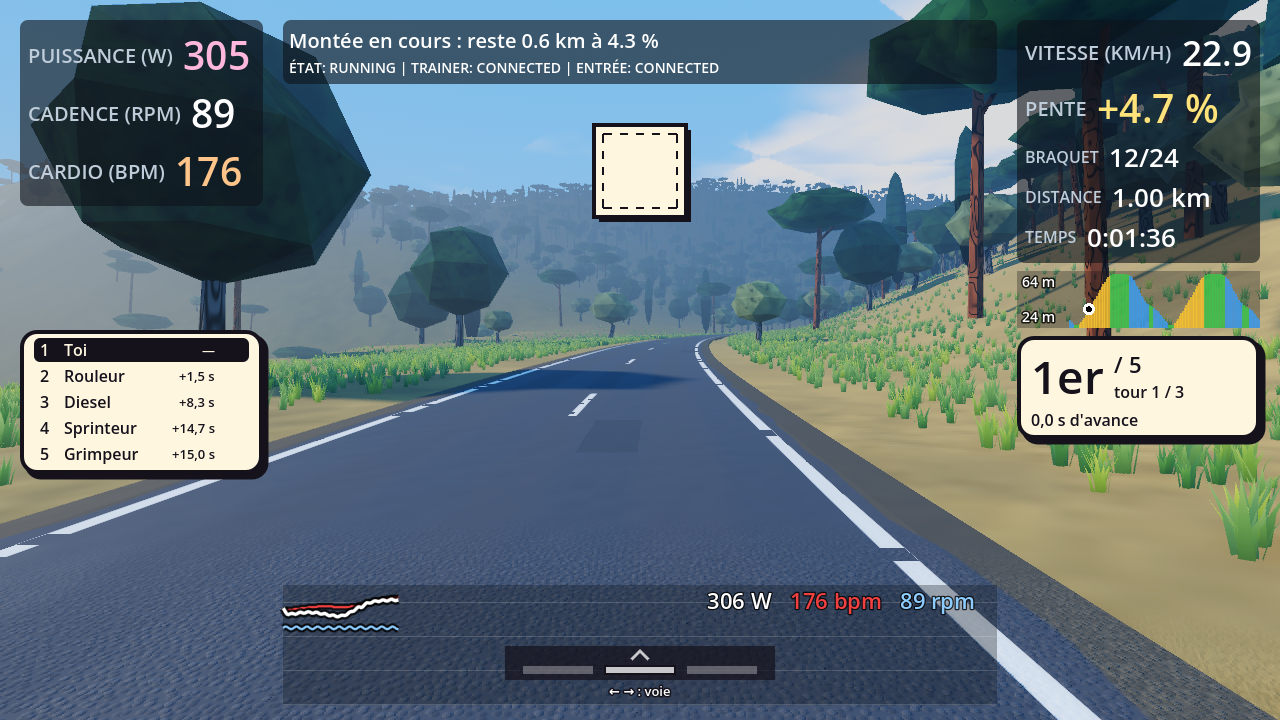 PUISSANCE (W) 305
CADENCE (RPM) 89
CARDIO (BPM) 176
Montée en cours : reste 0.6 km à 4.3 %
ÉTAT: RUNNING | TRAINER: CONNECTED | ENTRÉE: CONNECTED
VITESSE (KM/H) 22.9
PENTE +4.7 %
BRAQUET 12/24
DISTANCE 1.00 km
TEMPS 0:01:36
64 m
24 m
1 Toi —
2 Rouleur +1,5 s
3 Diesel +8,3 s
4 Sprinteur +14,7 s
5 Grimpeur +15,0 s
1er / 5
tour 1 / 3
0,0 s d'avance
306 W 176 bpm 89 rpm
← → : voie